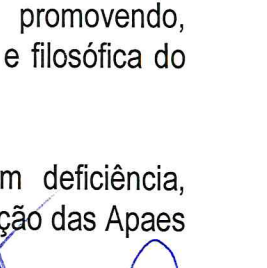 promovendo,
e filosófica do
m deficiência,
ção das Apaes